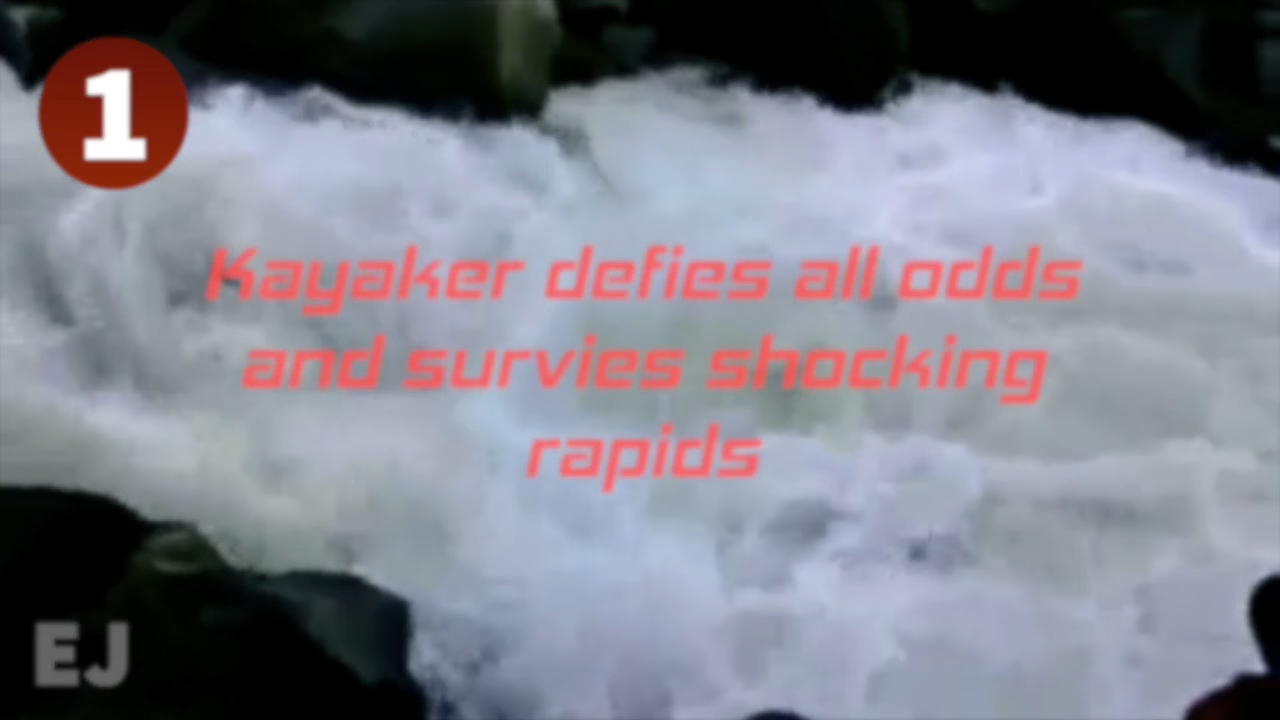 1
Kayaker defies all odds
and survies shocking
rapids
EJ